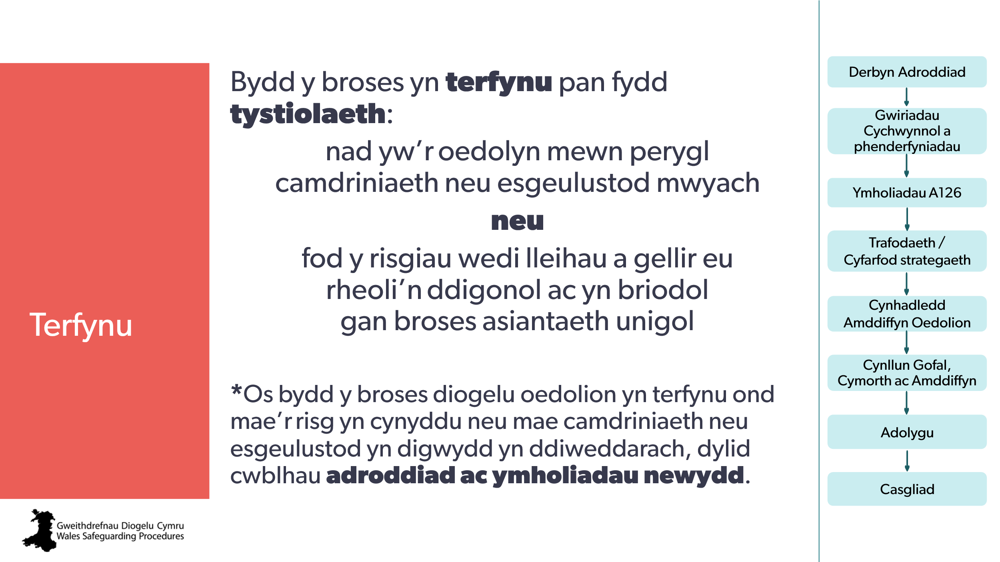 Terfynu
Bydd y broses yn terfynu pan fydd
tystiolaeth:
nad yw’r oedolyn mewn perygl
camdriniaeth neu esgeulustod mwyach
neu
fod y risgiau wedi lleihau a gellir eu
rheoli’n ddigonol ac yn briodol
gan broses asiantaeth unigol
*Os bydd y broses diogelu oedolion yn terfynu ond
mae’r risg yn cynyddu neu mae camdriniaeth neu
esgeulustod yn digwydd yn ddiweddarach, dylid
cwblhau adroddiad ac ymholiadau newydd.
Derbyn Adroddiad
Gwiriadau
Cychwynnol a
phenderfyniadau
Ymholiadau A126
Trafodaeth /
Cyfarfod strategaeth
Cynhadledd
Amddiffyn Oedolion
Cynllun Gofal,
Cymorth ac Amddiffyn
Adolygu
Casgliad
Gweithdrefnau Diogelu Cymru
Wales Safeguarding Procedures